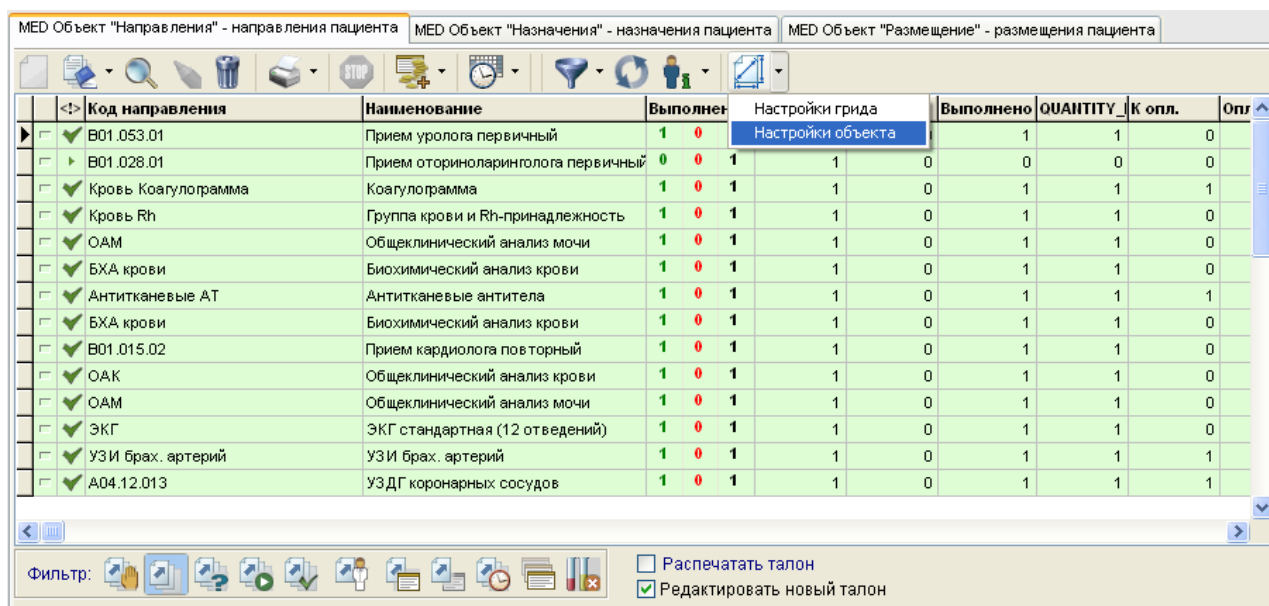 MED Объект "Направления" - направления пациента MED Объект "Назначения" - назначения пациента MED Объект "Размещение" - размещения пациента
STOP
<!> Код направления Наименование Выполнен Выполнено QUANTITY_ К опл. Опл
Настройки грида
Настройки объекта
B01.053.01 Прием уролога первичный 1 0 1 1 0
B01.028.01 Прием оториноларинголога первичный 0 0 1 1 0 0 0 0
Кровь Коагулограмма Коагулограмма 1 0 1 1 0 1 1 1
Кровь Rh Группа крови и Rh-принадлежность 1 0 1 1 0 1 1 0
ОАМ Общеклинический анализ мочи 1 0 1 1 0 1 1 0
БХА крови Биохимический анализ крови 1 0 1 1 0 1 1 0
Антитканевые АТ Антитканевые антитела 1 0 1 1 0 1 1 1
БХА крови Биохимический анализ крови 1 0 1 1 0 1 1 0
B01.015.02 Прием кардиолога повторный 1 0 1 1 0 1 1 0
ОАК Общеклинический анализ крови 1 0 1 1 0 1 1 0
ОАМ Общеклинический анализ мочи 1 0 1 1 0 1 1 0
ЭКГ ЭКГ стандартная (12 отведений) 1 0 1 1 0 1 1 0
УЗИ брах. артерий УЗИ брах. артерий 1 0 1 1 0 1 1 1
A04.12.013 УЗДГ коронарных сосудов 1 0 1 1 0 1 1 1
Фильтр:
Распечатать талон
Редактировать новый талон